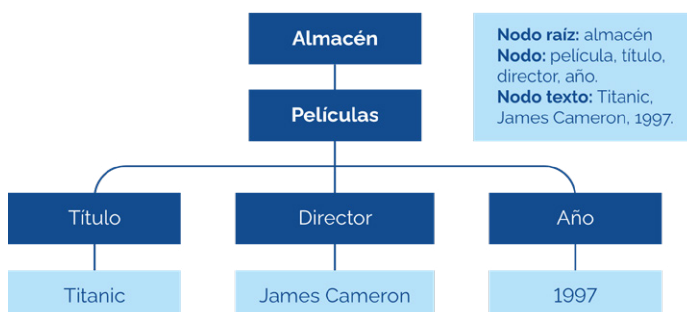 Almacén
Películas
Nodo raíz: almacén
Nodo: película, título,
director, año.
Nodo texto: Titanic,
James Cameron, 1997.
Título
Director
Año
Titanic
James Cameron
1997